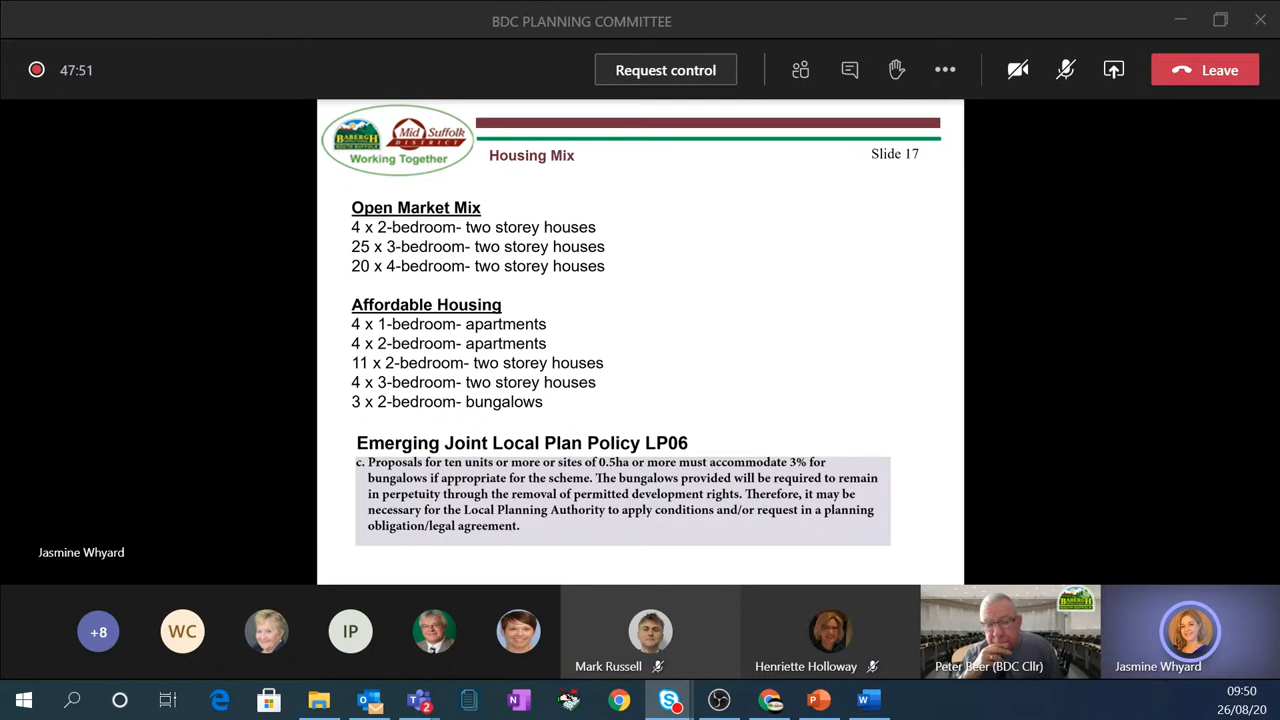 BDC PLANNING COMMITTEE
47:51
Request control
Leave
BABERGH
SOUTH SUFFOLK
Mid Suffolk
DISTRICT
Working Together
Housing Mix
Slide 17
Open Market Mix
4 x 2-bedroom- two storey houses
25 x 3-bedroom- two storey houses
20 x 4-bedroom- two storey houses
Affordable Housing
4 x 1-bedroom- apartments
4 x 2-bedroom- apartments
11 x 2-bedroom- two storey houses
4 x 3-bedroom- two storey houses
3 x 2-bedroom- bungalows
Emerging Joint Local Plan Policy LP06
c. Proposals for ten units or more or sites of 0.5ha or more must accommodate 3% for
bungalows if appropriate for the scheme. The bungalows provided will be required to remain
in perpetuity through the removal of permitted development rights. Therefore, it may be
necessary for the Local Planning Authority to apply conditions and/or request in a planning
obligation/legal agreement.
Jasmine Whyard
+8
WC
IP
Mark Russell
Henriette Holloway
BABERGH
Peter Beer (BDC Cllr)
Jasmine Whyard
2
09:50
26/08/20